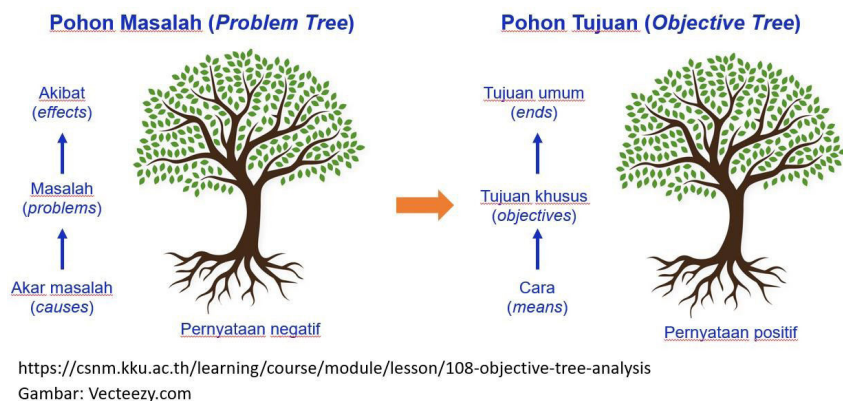 Pohon Masalah (Problem Tree)
Akibat
(effects)
Masalah
(problems)
Akar masalah
(causes)
Pernyataan negatif
Pohon Tujuan (Objective Tree)
Tujuan umum
(ends)
Tujuan khusus
(objectives)
Cara
(means)
Pernyataan positif
https://csnm.kku.ac.th/learning/course/module/lesson/108-objective-tree-analysis
Gambar: Vecteezy.com